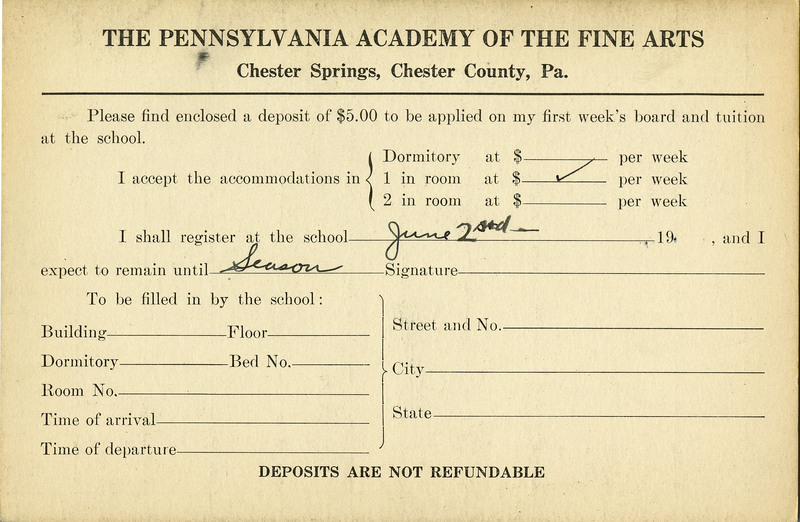 THE PENNSYLVANIA ACADEMY OF THE FINE ARTS
Chester Springs, Chester County, Pa.
Please find enclosed a deposit of $5.00 to be applied on my first week's board and tuition
at the school.
I accept the accommodations in { Dormitory at $ per week
1 in room at $ ✓ per week
2 in room at $ per week
I shall register at the school June 2nd 19 , and I
expect to remain until Season Signature
To be filled in by the school:
Building Floor
Dormitory Bed No.
Room No.
Time of arrival
Time of departure
Street and No.
City
State
DEPOSITS ARE NOT REFUNDABLE